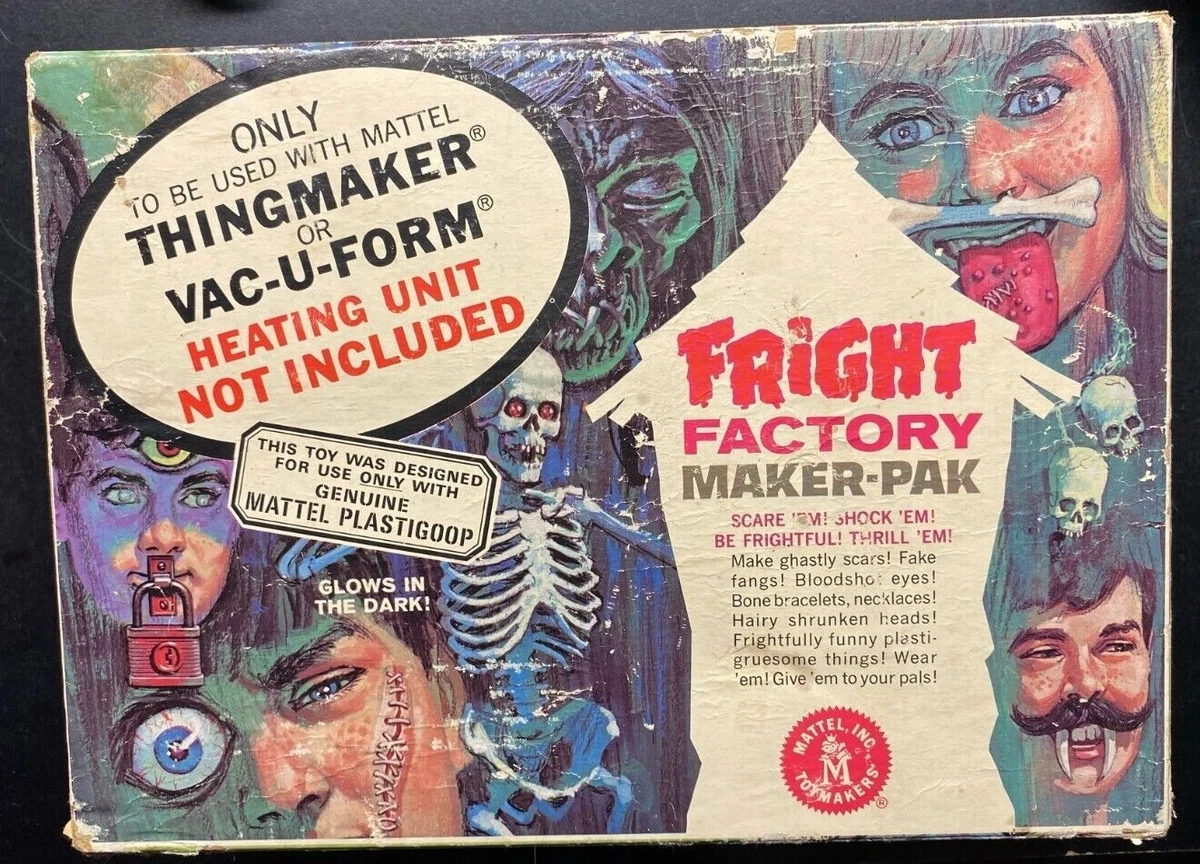 ONLY
TO BE USED WITH MATTEL
THINGMAKER®
OR
VAC-U-FORM®
HEATING UNIT
NOT INCLUDED
THIS TOY WAS DESIGNED
FOR USE ONLY WITH
GENUINE
MATTEL PLASTIGOOP
GLOWS IN
THE DARK!
FRiGHT
FACTORY
MAKER-PAK
SCARE 'EM! SHOCK 'EM!
BE FRIGHTFUL! THRILL 'EM!
Make ghastly scars! Fake
fangs! Bloodshot eyes!
Bone bracelets, necklaces!
Hairy shrunken heads!
Frightfully funny plasti-
gruesome things! Wear
'em! Give 'em to your pals!
MATTEL, INC.
M
TOYMAKERS
®